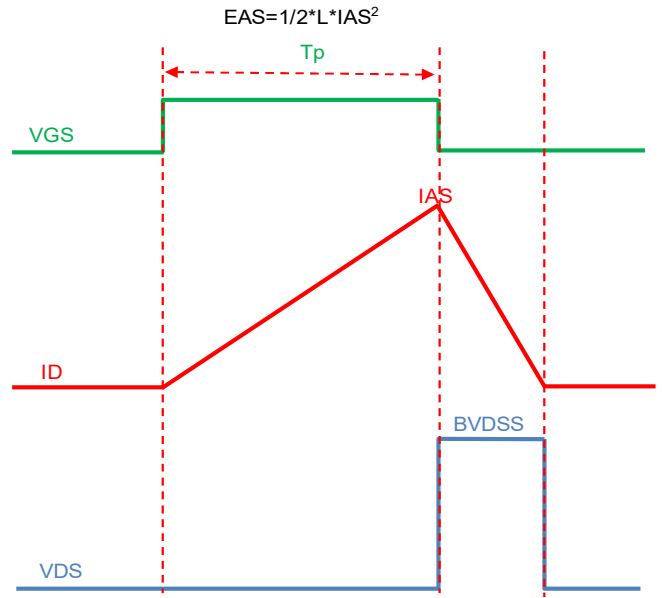 EAS=1/2*L*IAS²
Tp
VGS
IAS
ID
BVDSS
VDS